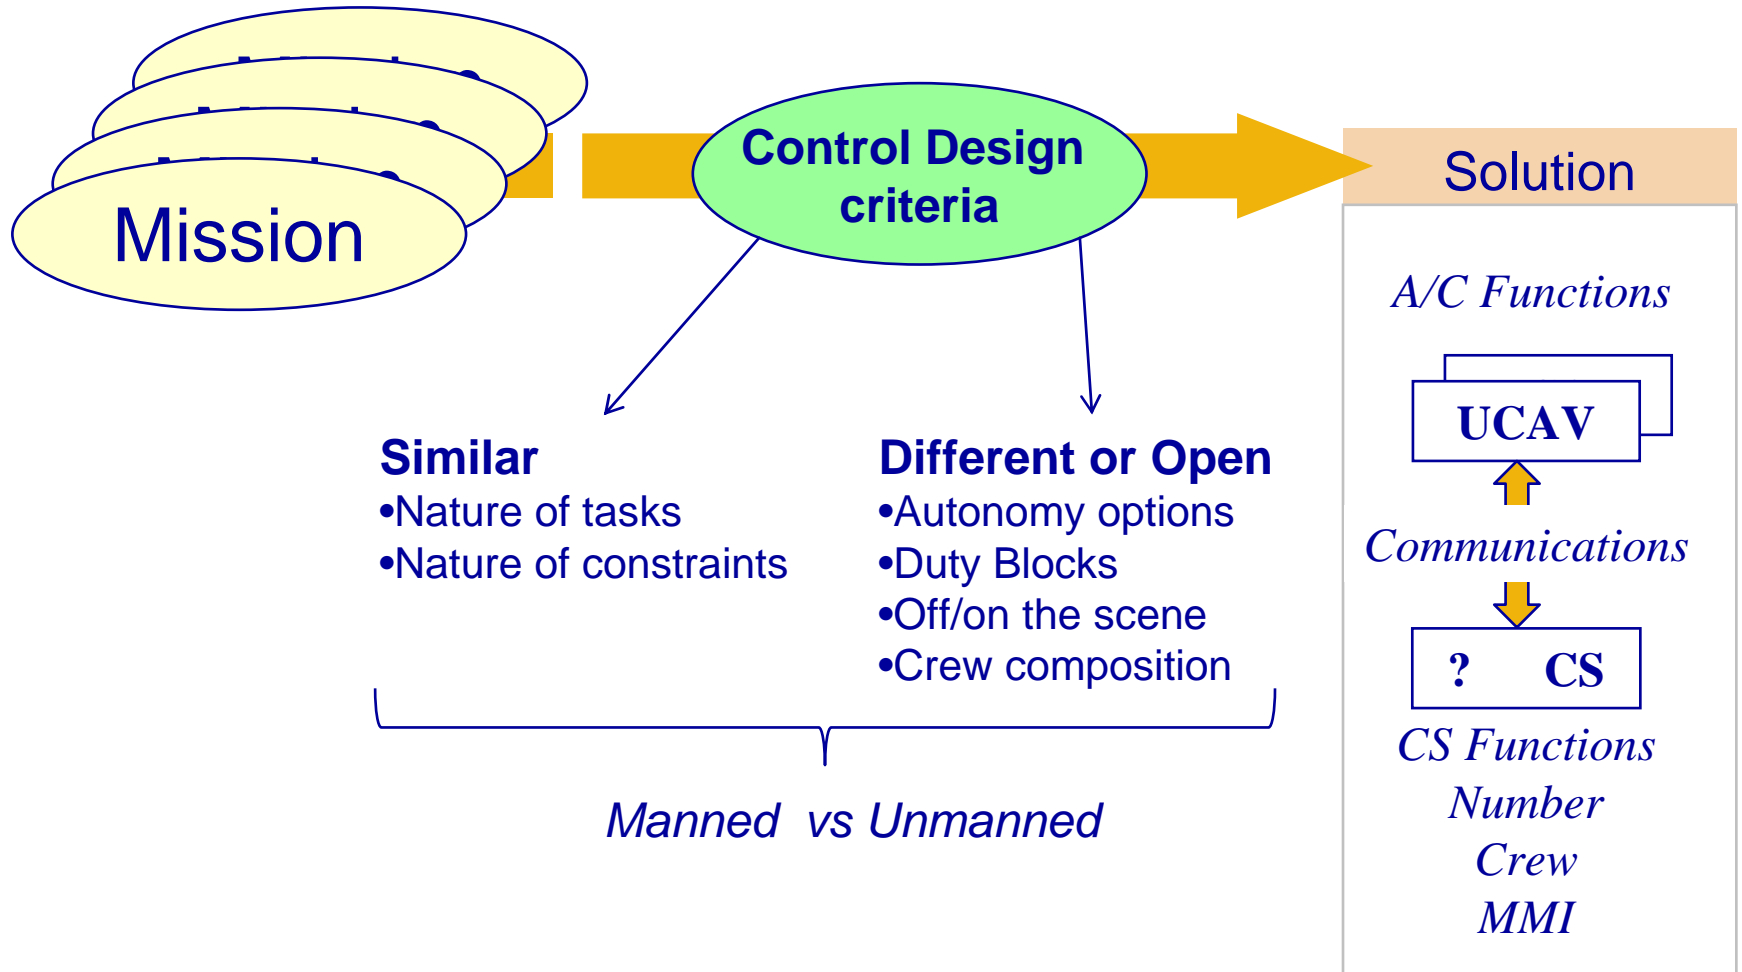 Mission
Control Design
criteria
Solution
Similar
•Nature of tasks
•Nature of constraints
Different or Open
•Autonomy options
•Duty Blocks
•Off/on the scene
•Crew composition
Manned vs Unmanned
A/C Functions
UCAV
Communications
? CS
CS Functions
Number
Crew
MMI